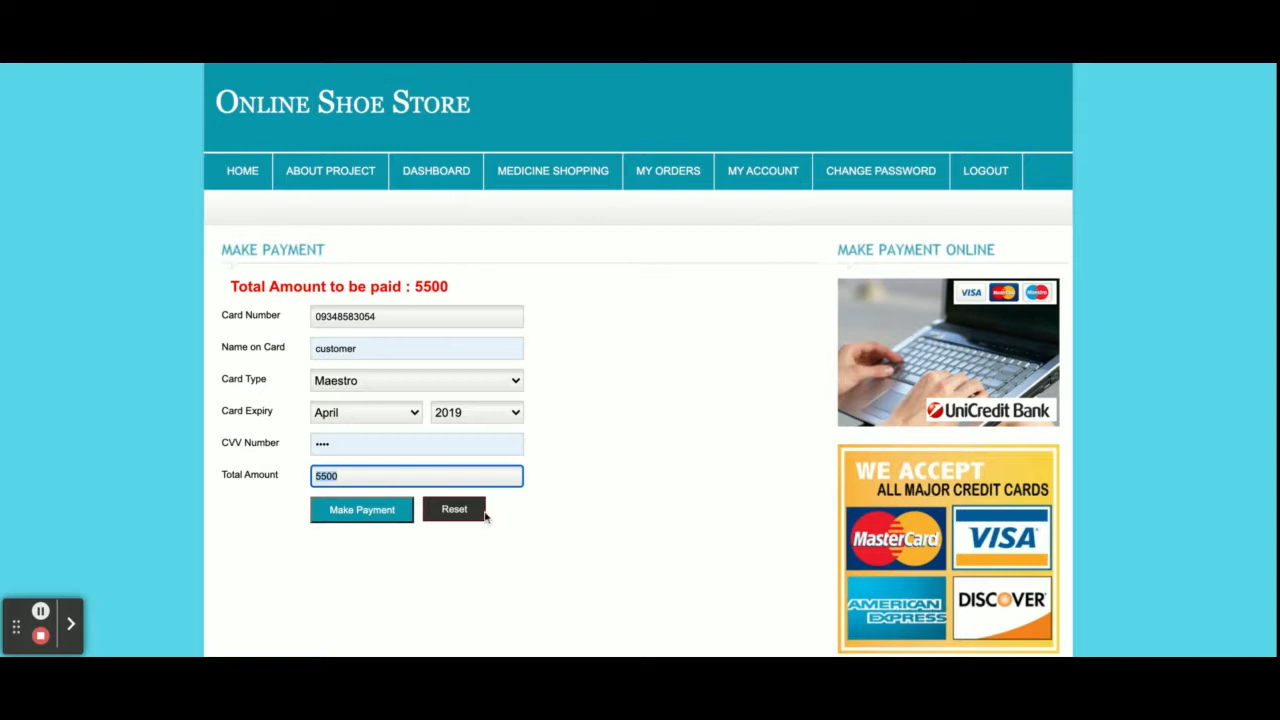 Online Shoe Store
HOME ABOUT PROJECT DASHBOARD MEDICINE SHOPPING MY ORDERS MY ACCOUNT CHANGE PASSWORD LOGOUT
MAKE PAYMENT
Total Amount to be paid : 5500
Card Number 09348583054
Name on Card customer
Card Type Maestro
Card Expiry April 2019
CVV Number ••••
Total Amount 5500
Make Payment Reset
MAKE PAYMENT ONLINE
VISA MasterCard Maestro
UniCredit Bank
WE ACCEPT
ALL MAJOR CREDIT CARDS
MasterCard VISA
AMERICAN EXPRESS DISCOVER